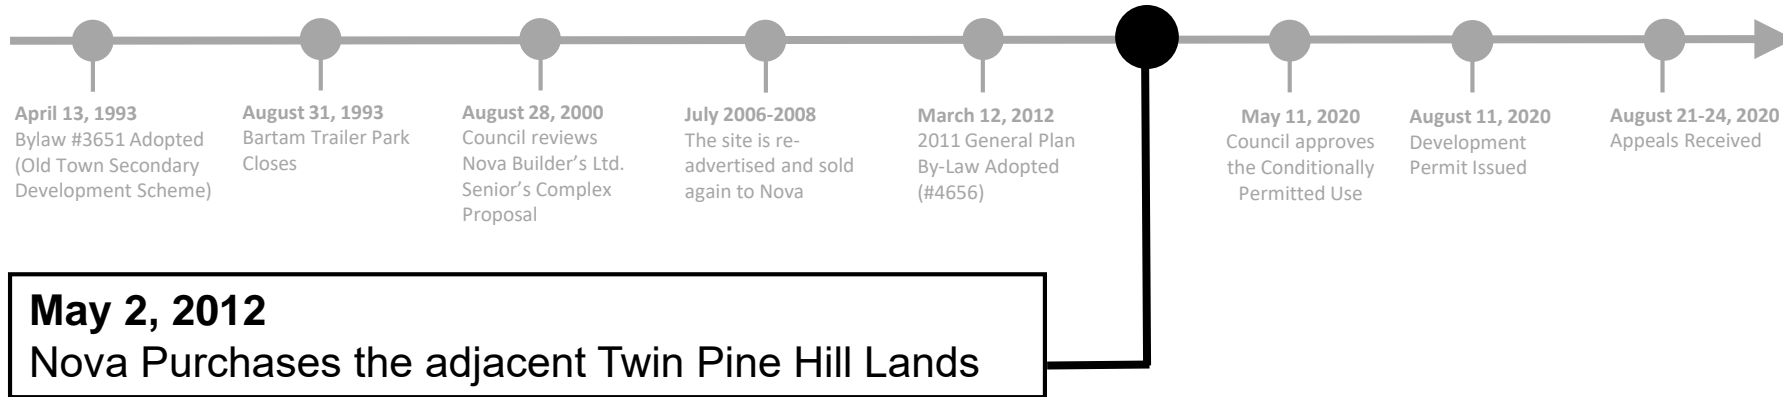 April 13, 1993
Bylaw #3651 Adopted
(Old Town Secondary
Development Scheme)
August 31, 1993
Bartam Trailer Park
Closes
August 28, 2000
Council reviews
Nova Builder’s Ltd.
Senior’s Complex
Proposal
July 2006-2008
The site is re-
advertised and sold
again to Nova
March 12, 2012
2011 General Plan
By-Law Adopted
(#4656)
May 11, 2020
Council approves
the Conditionally
Permitted Use
August 11, 2020
Development
Permit Issued
August 21-24, 2020
Appeals Received
May 2, 2012
Nova Purchases the adjacent Twin Pine Hill Lands